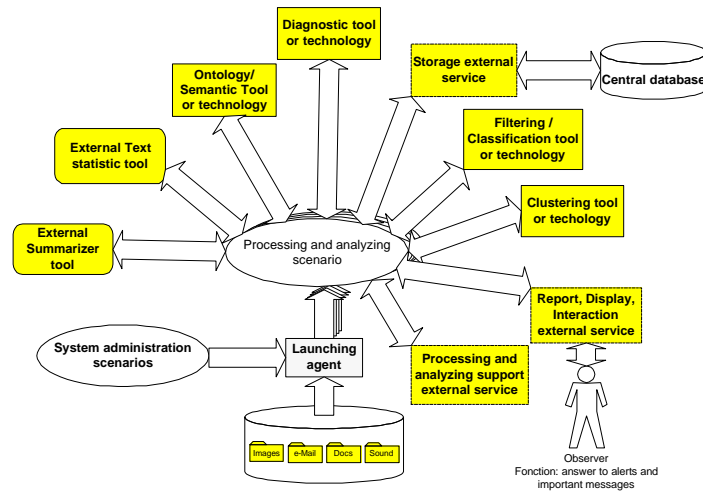 Diagnostic tool
or technology
Storage external
service
Central database
Ontology/
Semantic Tool
or technology
Filtering /
Classification tool
or technology
External Text
statistic tool
Clustering tool
or techology
External
Summarizer
tool
Processing and analyzing
scenario
Report, Display,
Interaction
external service
System administration
scenarios
Launching
agent
Processing and
analyzing support
external service
Images
e-Mail
Docs
Sound
Observer
Fonction: answer to alerts and
important messages